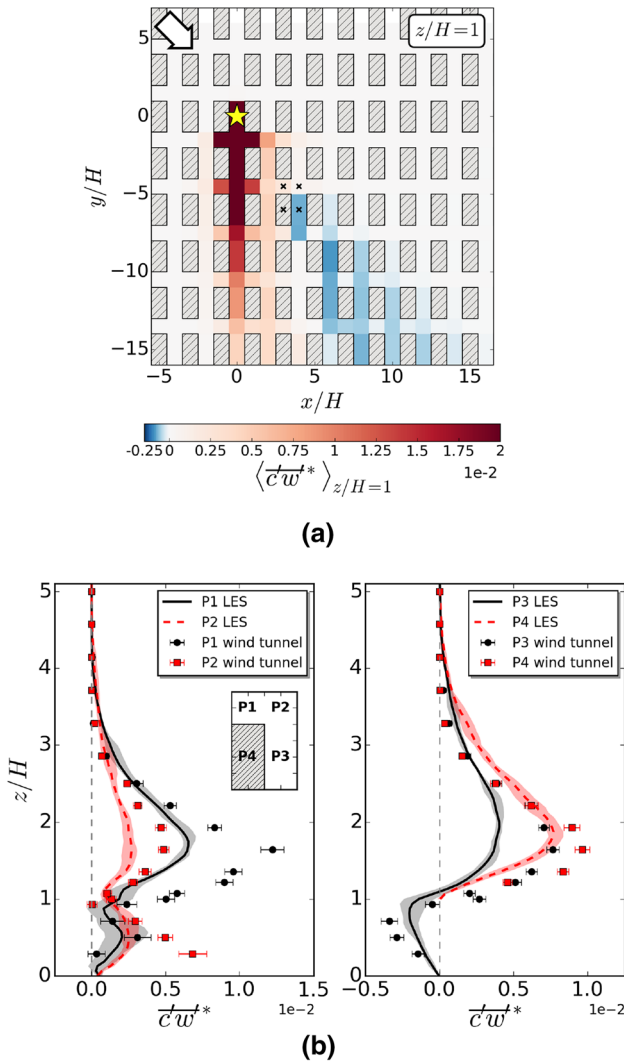 z/H=1
5
0
−5
−10
−15
y/H
−5 0 5 10 15
x/H
-0.25 0 0.25 0.5 0.75 1 1.25 1.5 1.75 2
1e-2
⟨c′w′*⟩z/H=1
(a)
5
4
3
2
1
0
z/H
P1 LES
P2 LES
P1 wind tunnel
P2 wind tunnel
P1 P2
P4 P3
0.0 0.5 1.0 1.5
1e−2
c′w′*
5
4
3
2
1
0
P3 LES
P4 LES
P3 wind tunnel
P4 wind tunnel
−0.5 0.0 0.5 1.0
1e−2
c′w′*
(b)